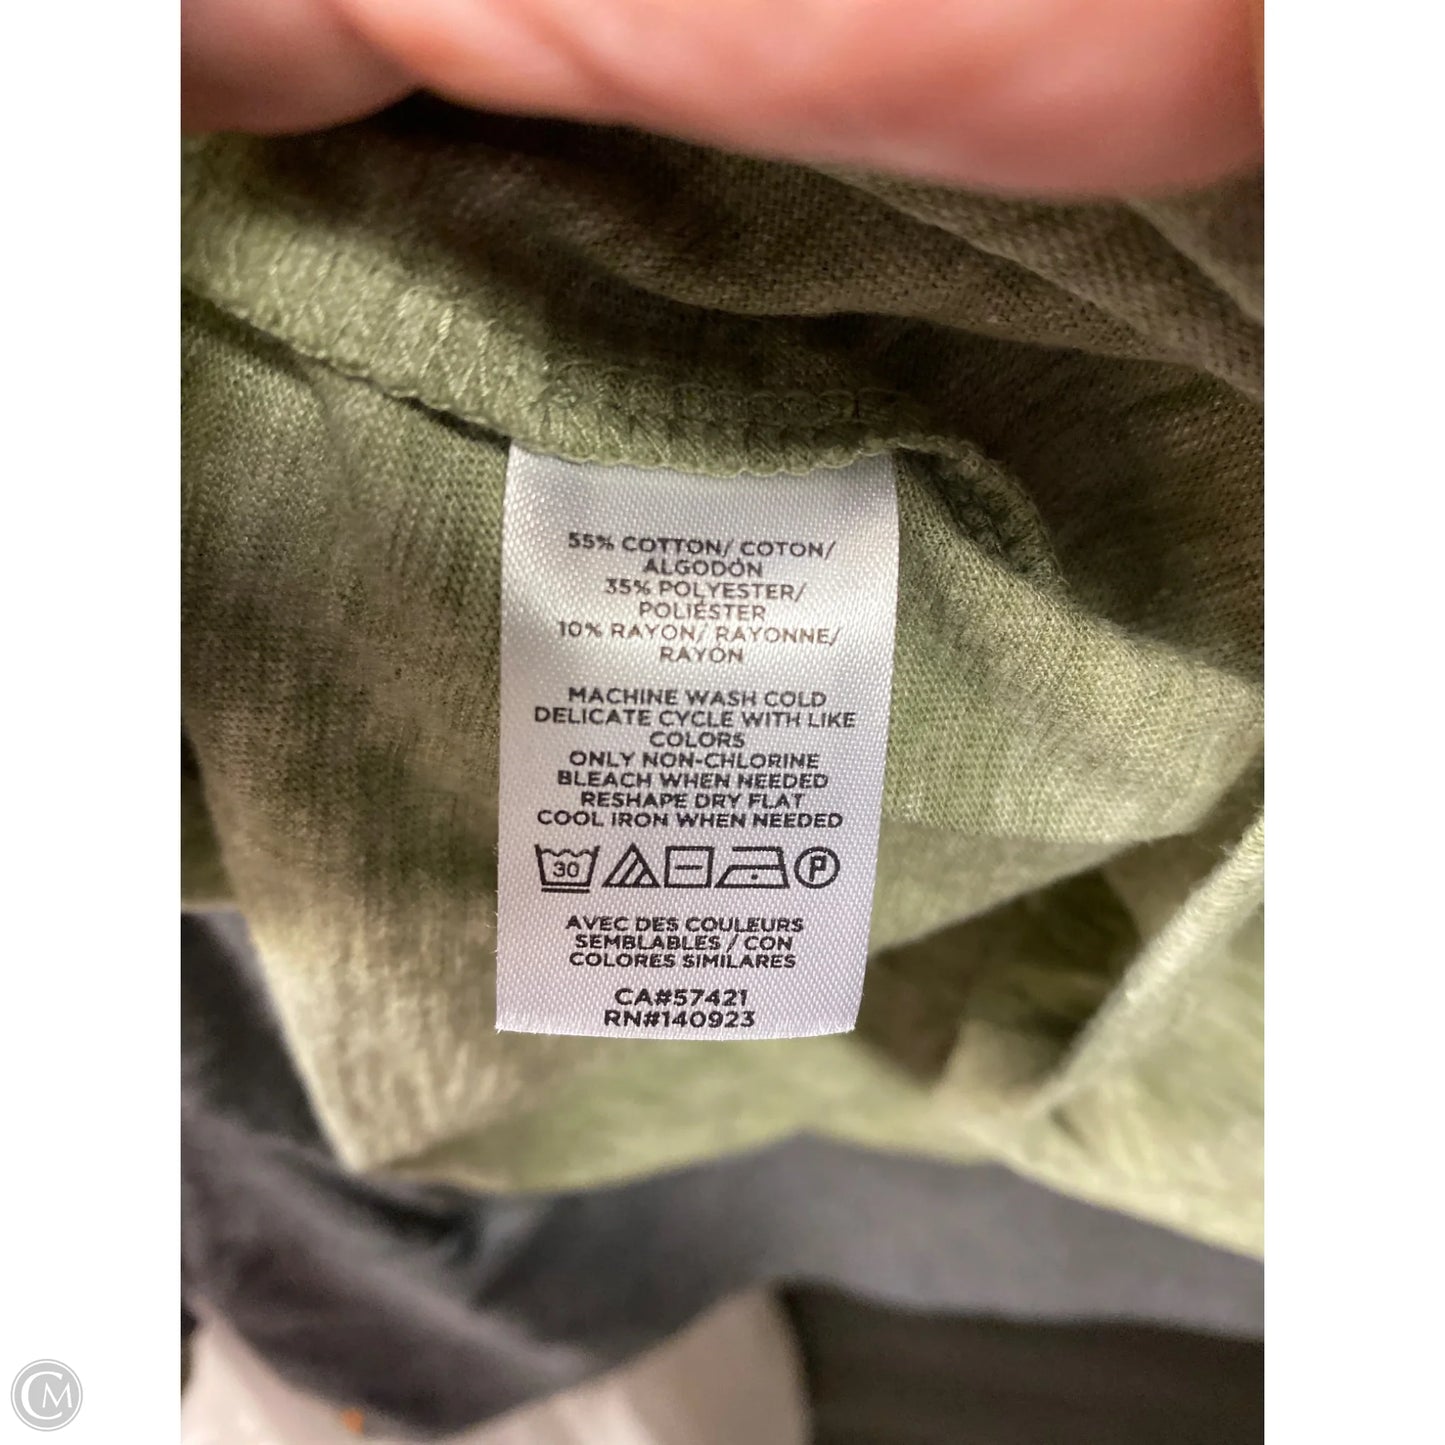 55% COTTON/ COTON/
ALGODÓN
35% POLYESTER/
POLIÉSTER
10% RAYON/ RAYONNE/
RAYÓN
MACHINE WASH COLD
DELICATE CYCLE WITH LIKE
COLORS
ONLY NON-CHLORINE
BLEACH WHEN NEEDED
RESHAPE DRY FLAT
COOL IRON WHEN NEEDED
30 P
AVEC DES COULEURS
SEMBLABLES / CON
COLORES SIMILARES
CA#57421
RN#140923
CM